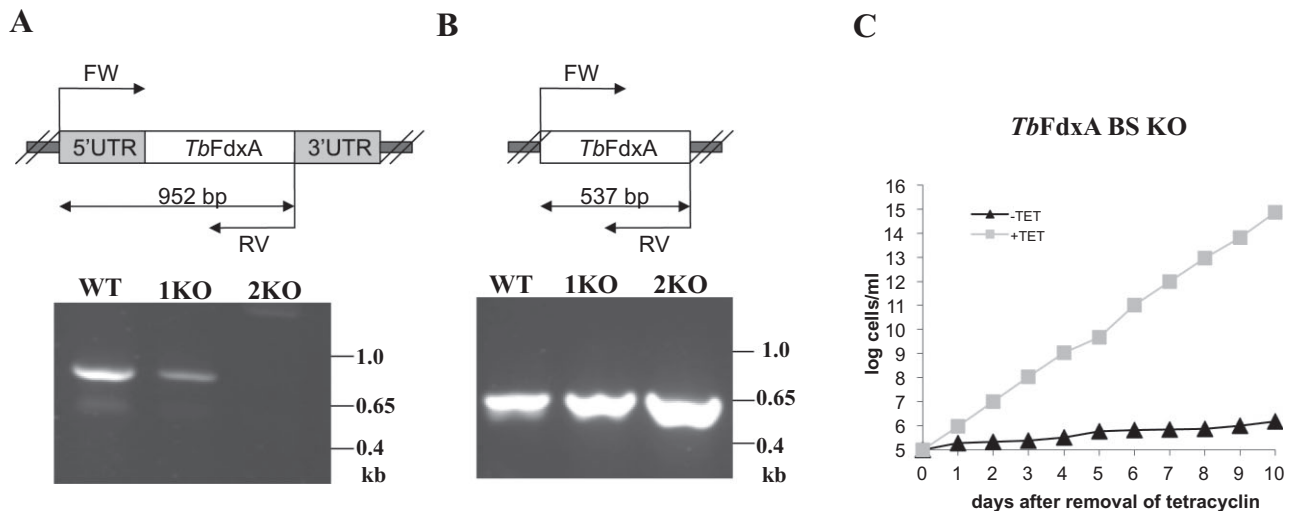 A
FW
5'UTR TbFdxA 3'UTR
952 bp
RV
WT 1KO 2KO
1.0
0.65
0.4
kb
B
FW
TbFdxA
537 bp
RV
WT 1KO 2KO
1.0
0.65
0.4
kb
C
TbFdxA BS KO
-TET
+TET
log cells/ml
16
15
14
13
12
11
10
9
8
7
6
5
0 1 2 3 4 5 6 7 8 9 10
days after removal of tetracyclin